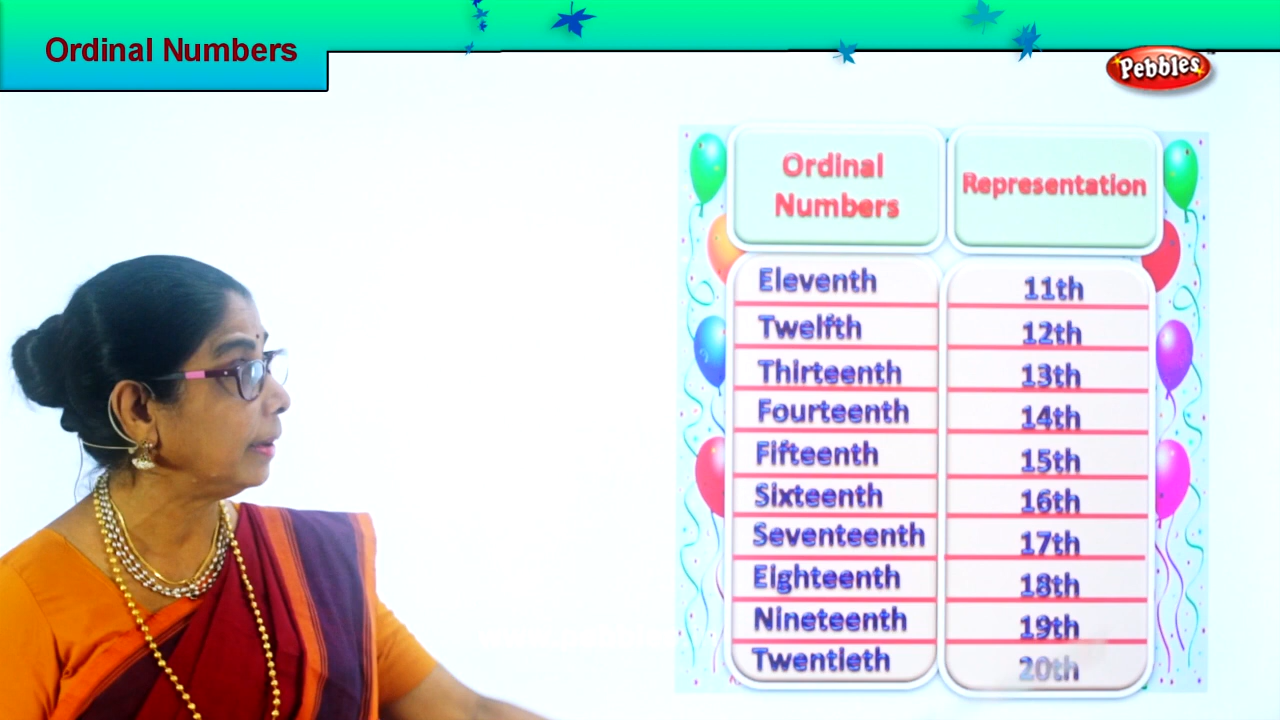 Ordinal Numbers
Pebbles
Ordinal
Numbers
Representation
Eleventh 11th
Twelfth 12th
Thirteenth 13th
Fourteenth 14th
Fifteenth 15th
Sixteenth 16th
Seventeenth 17th
Eighteenth 18th
Nineteenth 19th
Twentieth 20th